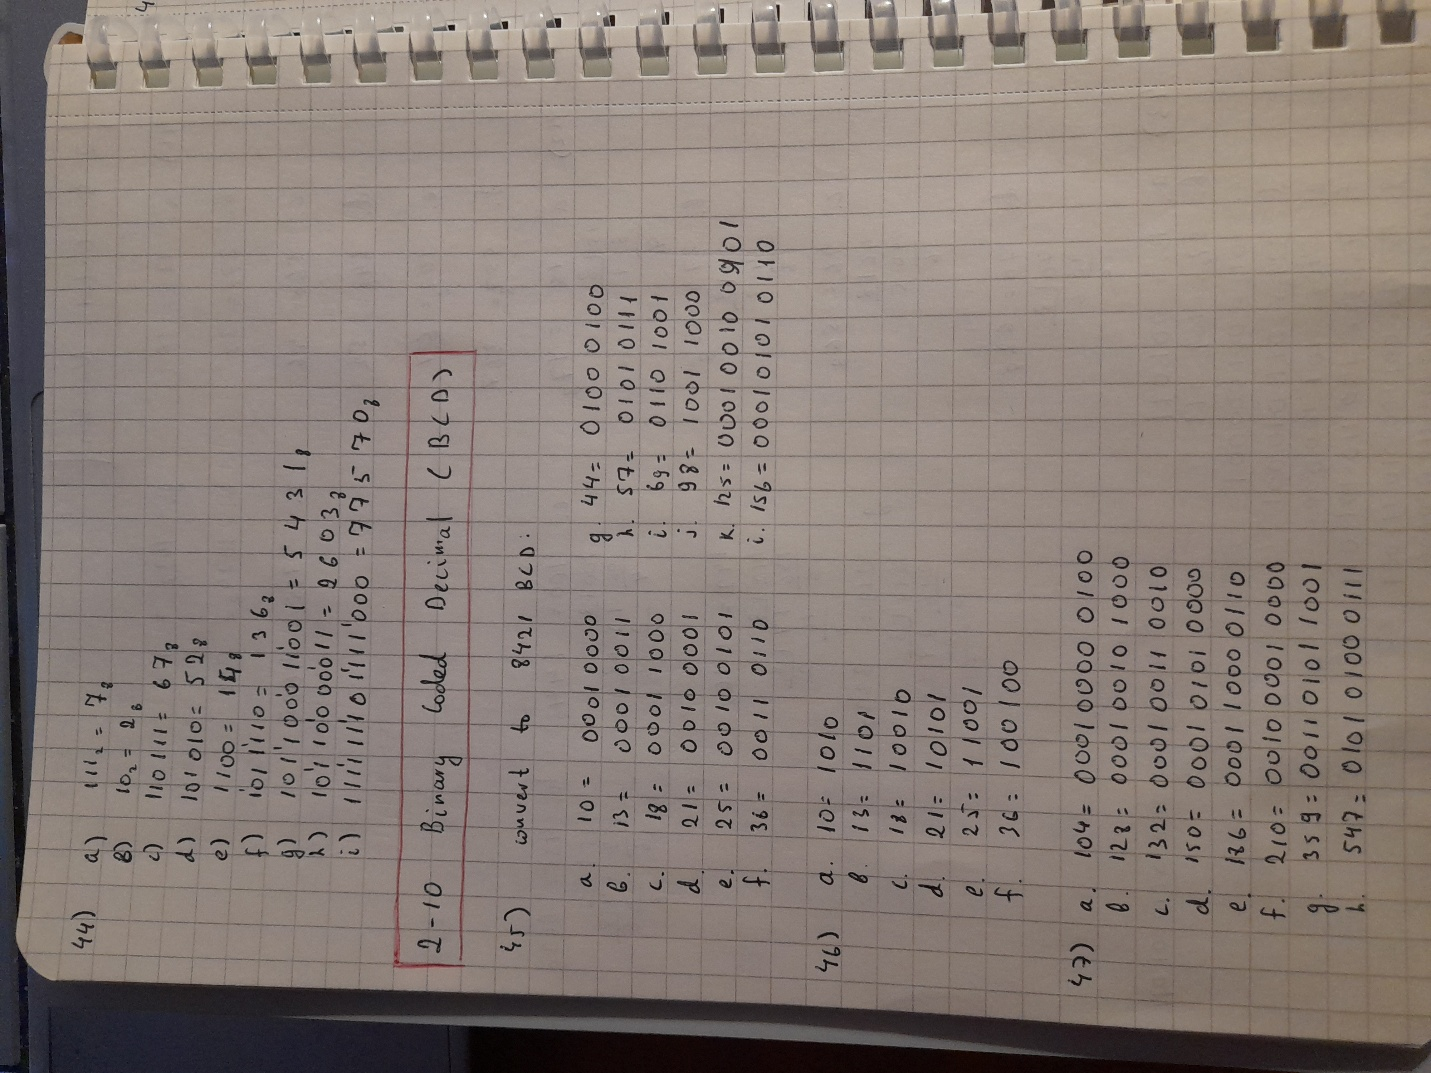 44)
a) 111₂ = 7₈
b) 10₂ = 2₈
c) 110111 = 67₈
d) 101010 = 52₈
e) 1100 = 14₈
f) 1011110 = 136₈
g) 101100011001 = 5431₈
h) 10110000011 = 2603₈
i) 111111101111000 = 77570₈
2-10 Binary Coded Decimal (BCD)
45) convert to 8421 BCD:
a. 10 = 0001 0000
b. 13 = 0001 0011
c. 18 = 0001 1000
d. 21 = 0010 0001
e. 25 = 0010 0101
f. 36 = 0011 0110
g. 44 = 0100 0100
h. 57 = 0101 0111
i. 69 = 0110 1001
j. 98 = 1001 1000
k. 125 = 0001 0010 0101
i. 156 = 0001 0101 0110
46)
a. 10 = 1010
b. 13 = 1101
c. 18 = 10010
d. 21 = 10101
e. 25 = 11001
f. 36 = 100100
47)
a. 104 = 0001 0000 0100
b. 128 = 0001 0010 1000
c. 132 = 0001 0011 0010
d. 150 = 0001 0101 0000
e. 186 = 0001 1000 0110
f. 210 = 0010 0001 0000
g. 359 = 0011 0101 1001
h. 547 = 0101 0100 0111